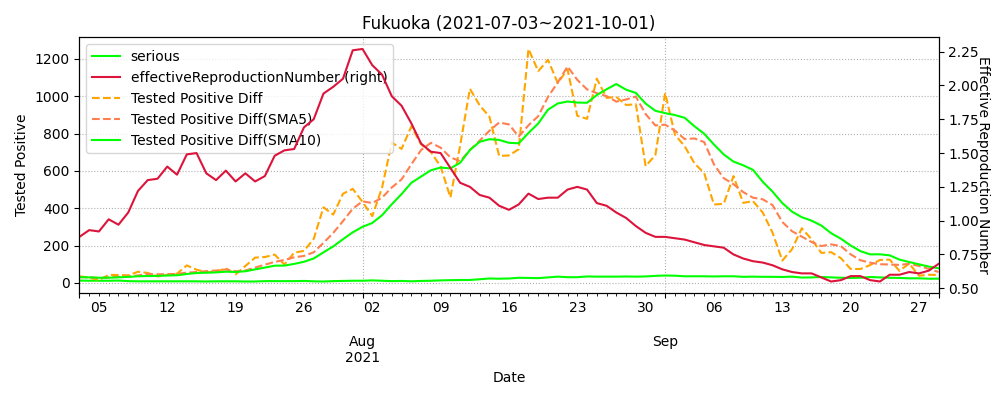 Fukuoka (2021-07-03~2021-10-01)
serious
effectiveReproductionNumber (right)
Tested Positive Diff
Tested Positive Diff(SMA5)
Tested Positive Diff(SMA10)
Tested Positive
1200
1000
800
600
400
200
0
2.25
2.00
1.75
1.50
1.25
1.00
0.75
0.50
Effective Reproduction Number
05 12 19 26 02 09 16 23 30 06 13 20 27
Aug Sep
2021
Date